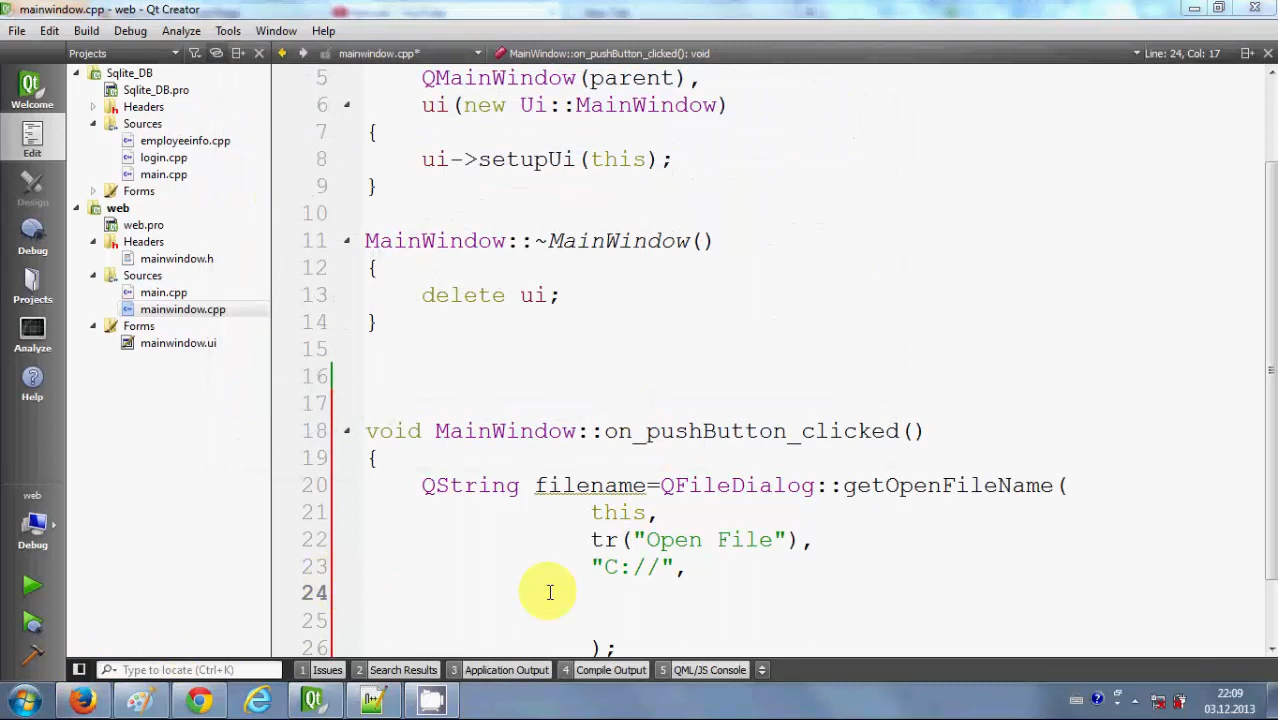 mainwindow.cpp - web - Qt Creator
File Edit Build Debug Analyze Tools Window Help
Projects mainwindow.cpp* MainWindow::on_pushButton_clicked(): void Line: 24, Col: 17
Welcome
Edit
Design
Debug
Projects
Analyze
Help
web
Debug
Sqlite_DB
Sqlite_DB.pro
Headers
Sources
employeeinfo.cpp
login.cpp
main.cpp
Forms
web
web.pro
Headers
mainwindow.h
Sources
main.cpp
mainwindow.cpp
Forms
mainwindow.ui
5 QMainWindow(parent),
6 ui(new Ui::MainWindow)
7 {
8 ui->setupUi(this);
9 }
10
11 MainWindow::~MainWindow()
12 {
13 delete ui;
14 }
15
16
17
18 void MainWindow::on_pushButton_clicked()
19 {
20 QString filename=QFileDialog::getOpenFileName(
21 this,
22 tr("Open File"),
23 "C://",
24
25
26 );
Type to locate (Ctrl+K) 1 Issues 2 Search Results 3 Application Output 4 Compile Output 5 QML/JS Console
22:09
03.12.2013